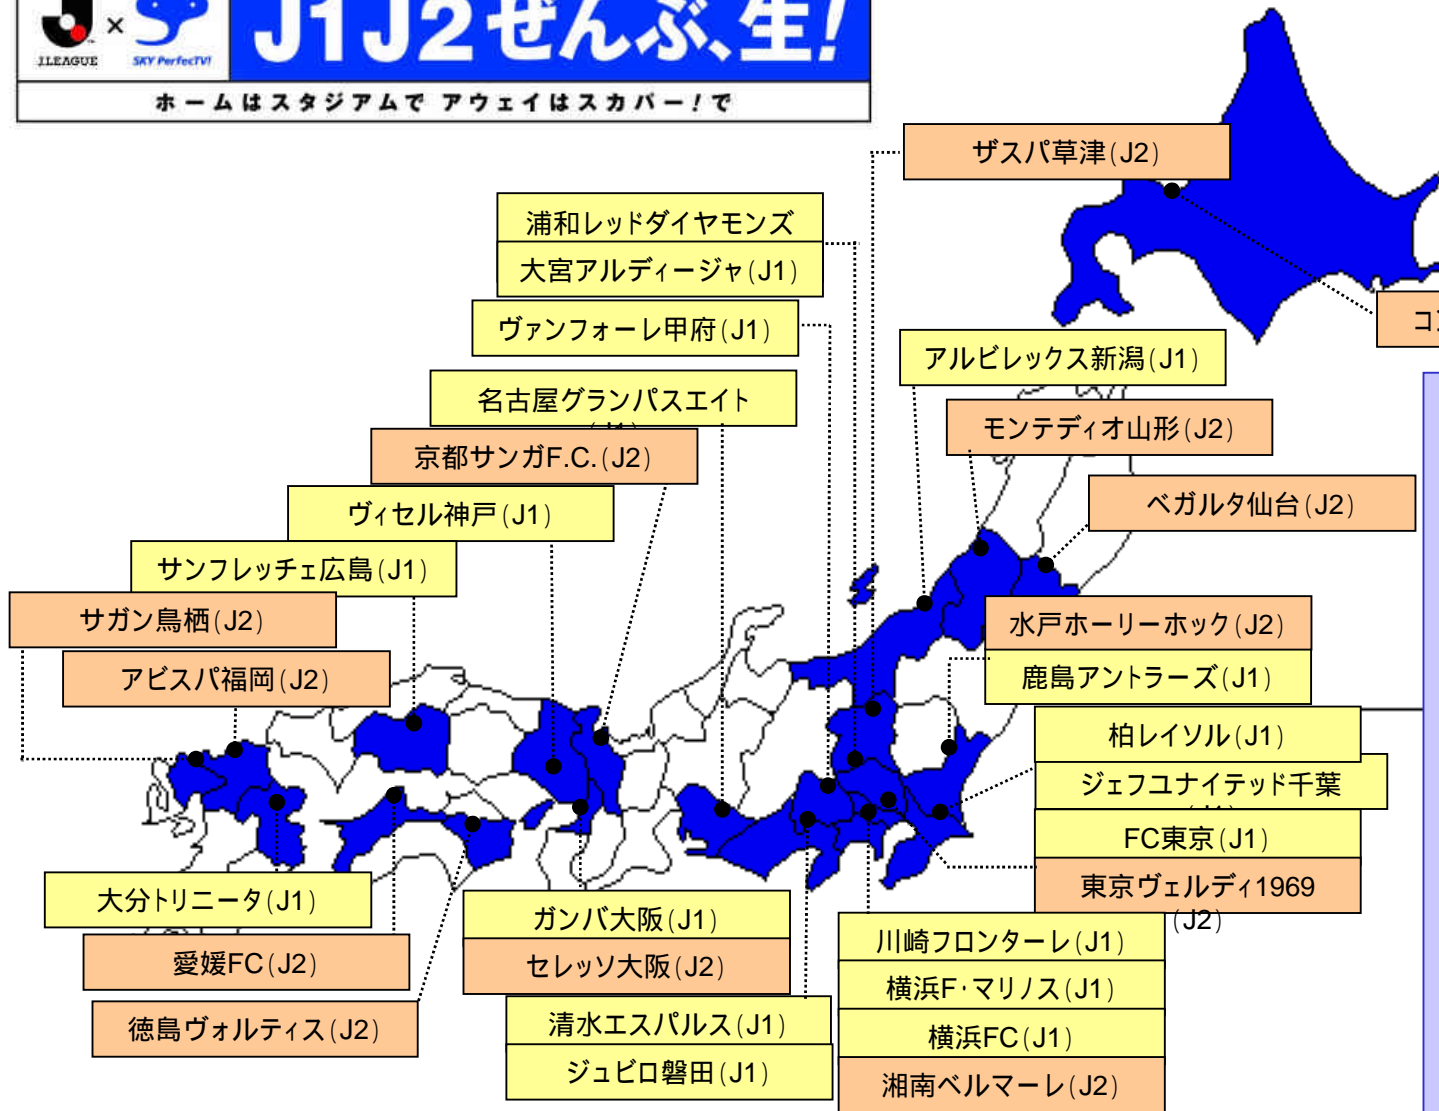 J.LEAGUE × SKY PerfecTV!
J1J2ぜんぶ、生!
ホームはスタジアムで アウェイはスカパー!で
ザスパ草津(J2)
浦和レッドダイヤモンズ
大宮アルディージャ(J1)
ヴァンフォーレ甲府(J1)
アルビレックス新潟(J1)
名古屋グランパスエイト
(J1)
モンテディオ山形(J2)
京都サンガF.C.(J2)
ベガルタ仙台(J2)
ヴィセル神戸(J1)
サンフレッチェ広島(J1)
サガン鳥栖(J2)
水戸ホーリーホック(J2)
アビスパ福岡(J2)
鹿島アントラーズ(J1)
柏レイソル(J1)
ジェフユナイテッド千葉
(J1)
FC東京(J1)
東京ヴェルディ1969
(J2)
大分トリニータ(J1)
ガンバ大阪(J1)
川崎フロンターレ(J1)
愛媛FC(J2)
セレッソ大阪(J2)
横浜F・マリノス(J1)
徳島ヴォルティス(J2)
清水エスパルス(J1)
横浜FC(J1)
ジュビロ磐田(J1)
湘南ベルマーレ(J2)